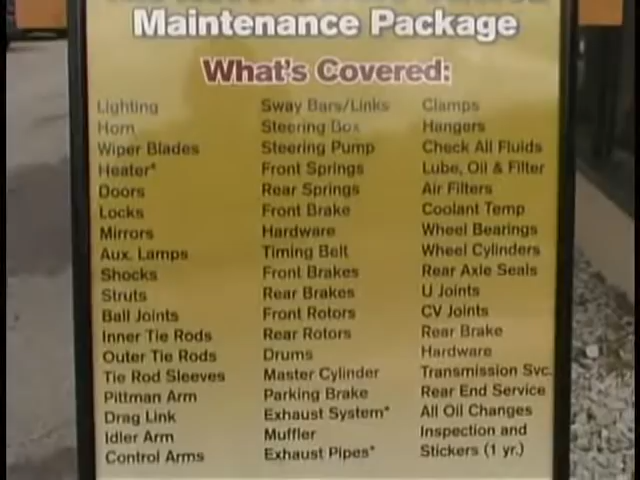 Maintenance Package
What's Covered:
Lighting
Horn
Wiper Blades
Heater*
Doors
Locks
Mirrors
Aux. Lamps
Shocks
Struts
Ball Joints
Inner Tie Rods
Outer Tie Rods
Tie Rod Sleeves
Pittman Arm
Drag Link
Idler Arm
Control Arms
Sway Bars/Links
Steering Box
Steering Pump
Front Springs
Rear Springs
Front Brake
Hardware
Timing Belt
Front Brakes
Rear Brakes
Front Rotors
Rear Rotors
Drums
Master Cylinder
Parking Brake
Exhaust System*
Muffler
Exhaust Pipes*
Clamps
Hangers
Check All Fluids
Lube, Oil & Filter
Air Filters
Coolant Temp
Wheel Bearings
Wheel Cylinders
Rear Axle Seals
U Joints
CV Joints
Rear Brake
Hardware
Transmission Svc.
Rear End Service
All Oil Changes
Inspection and
Stickers (1 yr.)